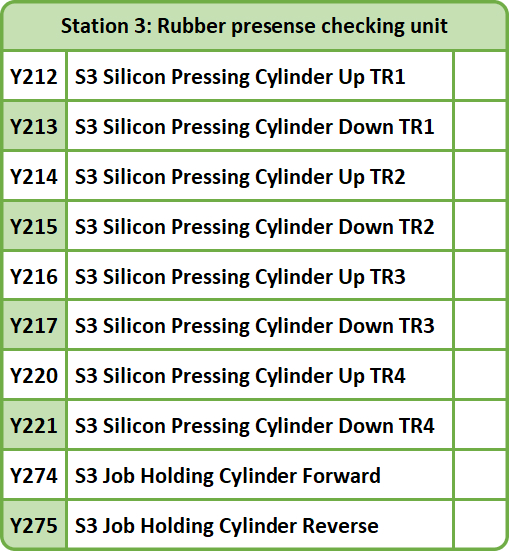 Station 3: Rubber presense checking unit
Y212 S3 Silicon Pressing Cylinder Up TR1
Y213 S3 Silicon Pressing Cylinder Down TR1
Y214 S3 Silicon Pressing Cylinder Up TR2
Y215 S3 Silicon Pressing Cylinder Down TR2
Y216 S3 Silicon Pressing Cylinder Up TR3
Y217 S3 Silicon Pressing Cylinder Down TR3
Y220 S3 Silicon Pressing Cylinder Up TR4
Y221 S3 Silicon Pressing Cylinder Down TR4
Y274 S3 Job Holding Cylinder Forward
Y275 S3 Job Holding Cylinder Reverse